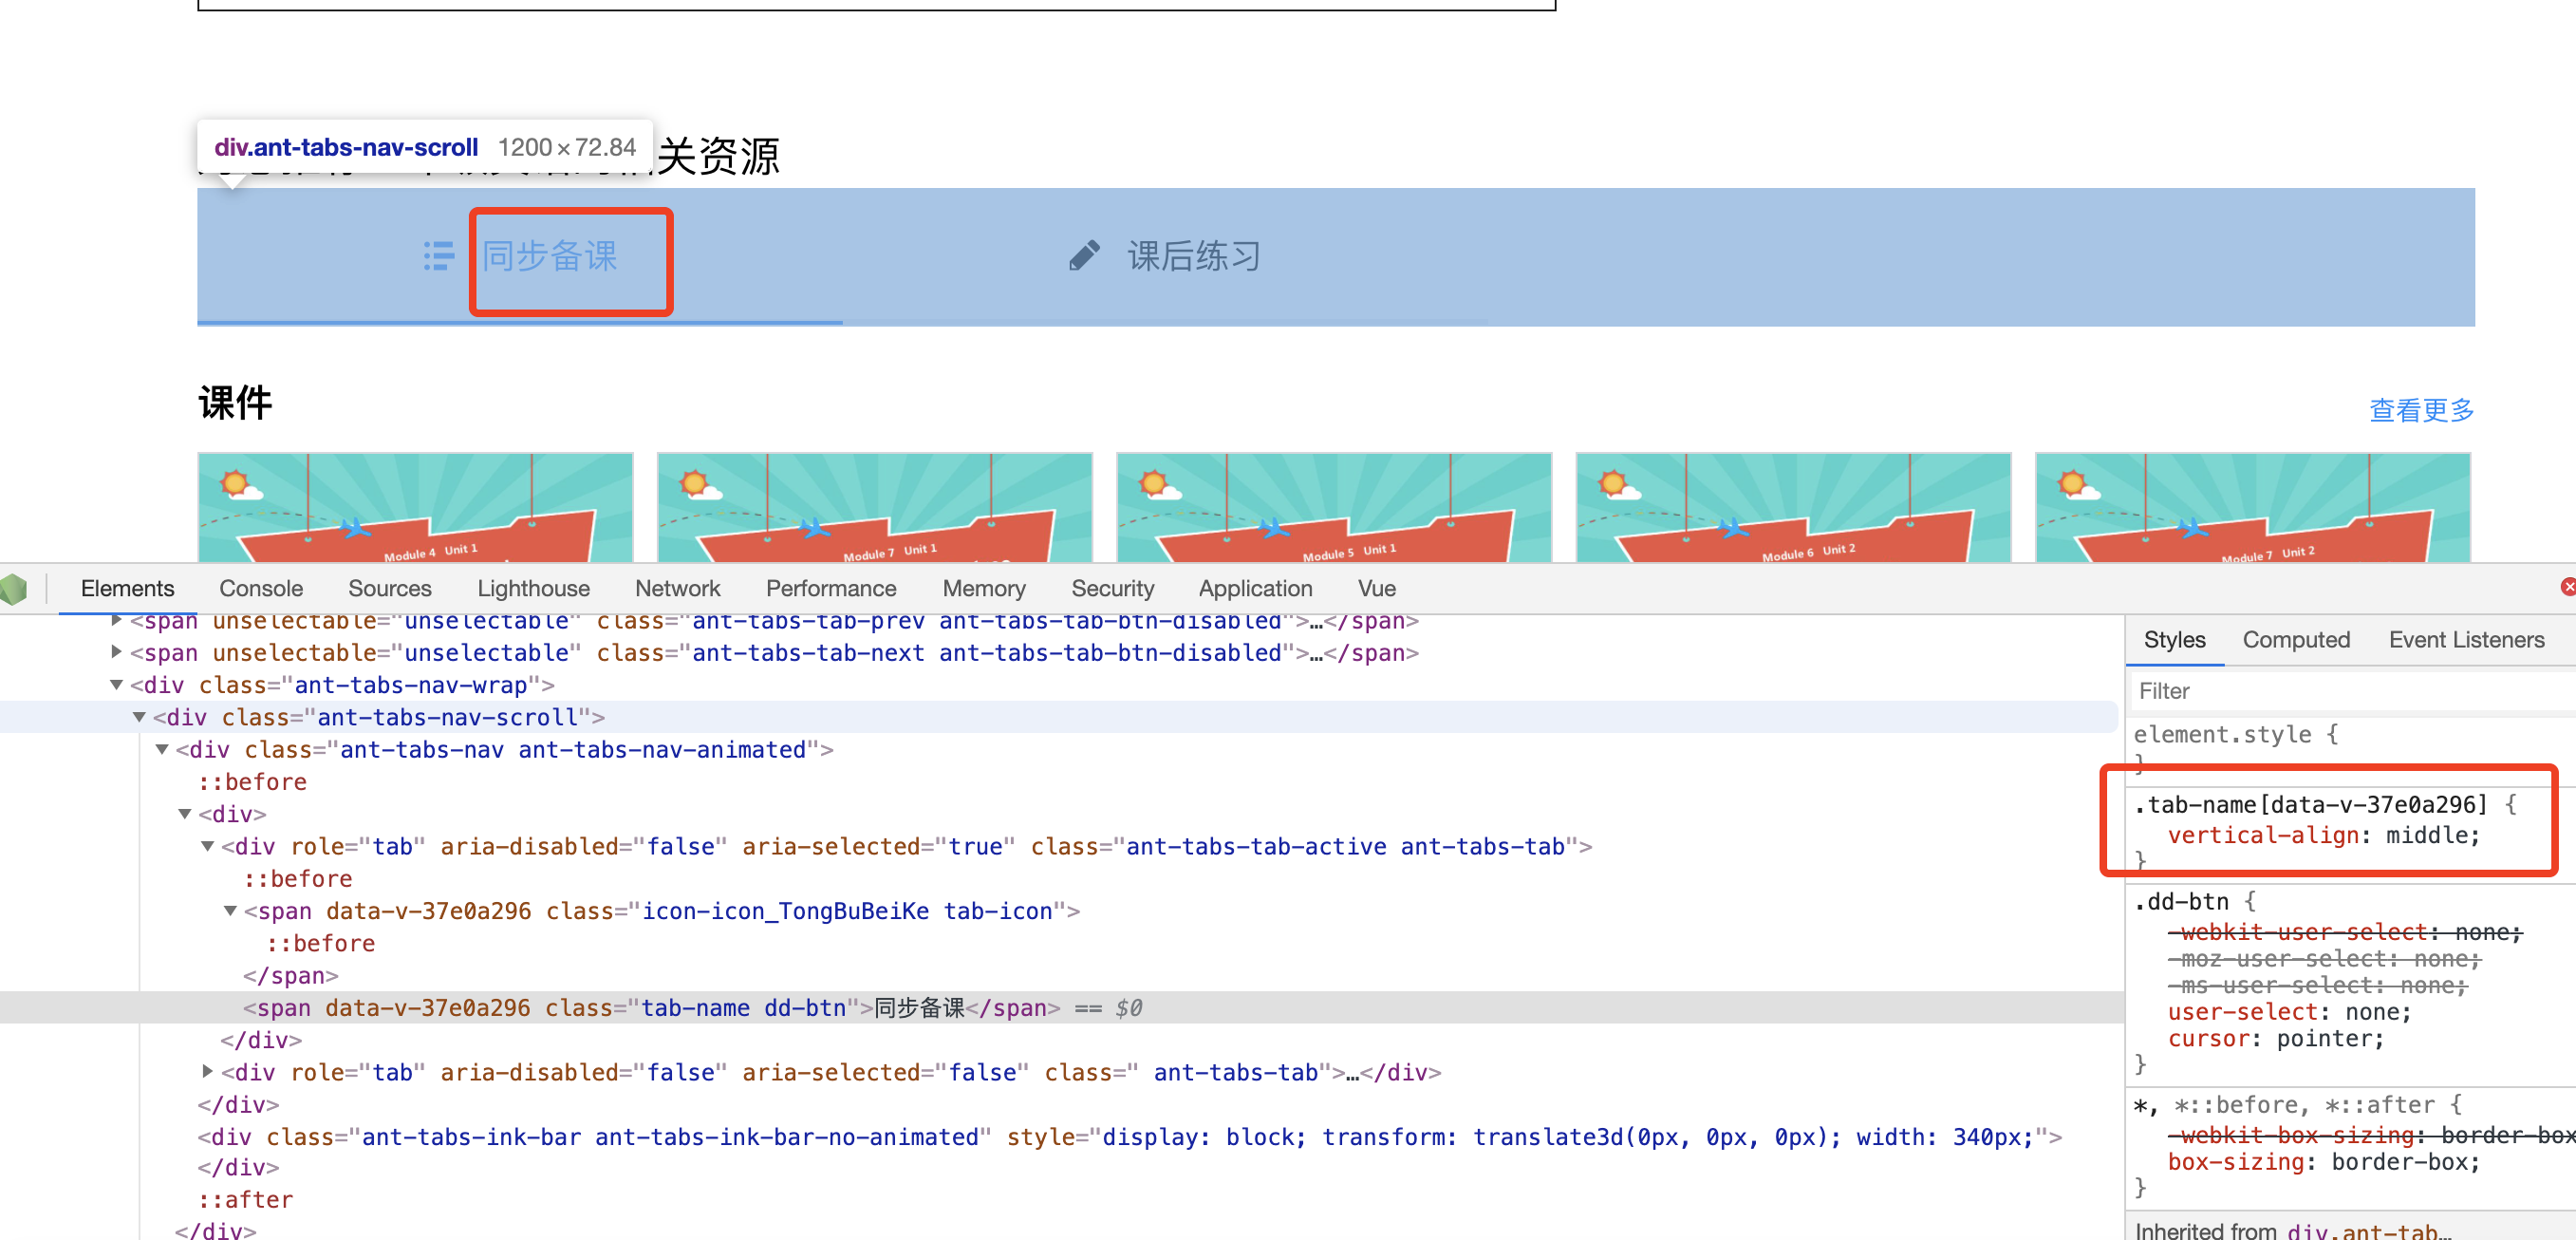 div.ant-tabs-nav-scroll 1200 × 72.84
关资源
同步备课
课后练习
课件
查看更多
Module 4 Unit 1
Module 7 Unit 1
Module 5 Unit 1
Module 6 Unit 2
Module 7 Unit 2
Elements Console Sources Lighthouse Network Performance Memory Security Application Vue
<span unselectable="unselectable" class="ant-tabs-tab-prev ant-tabs-tab-btn-disabled">…</span>
<span unselectable="unselectable" class="ant-tabs-tab-next ant-tabs-tab-btn-disabled">…</span>
<div class="ant-tabs-nav-wrap">
<div class="ant-tabs-nav-scroll">
<div class="ant-tabs-nav ant-tabs-nav-animated">
::before
<div>
<div role="tab" aria-disabled="false" aria-selected="true" class="ant-tabs-tab-active ant-tabs-tab">
::before
<span data-v-37e0a296 class="icon-icon_TongBuBeiKe tab-icon">
::before
</span>
<span data-v-37e0a296 class="tab-name dd-btn">同步备课</span> == $0
</div>
<div role="tab" aria-disabled="false" aria-selected="false" class=" ant-tabs-tab">…</div>
</div>
<div class="ant-tabs-ink-bar ant-tabs-ink-bar-no-animated" style="display: block; transform: translate3d(0px, 0px, 0px); width: 340px;">
</div>
::after
</div>
Styles Computed Event Listeners
Filter
element.style {
}
.tab-name[data-v-37e0a296] {
vertical-align: middle;
}
.dd-btn {
-webkit-user-select: none;
-moz-user-select: none;
-ms-user-select: none;
user-select: none;
cursor: pointer;
}
*, *::before, *::after {
-webkit-box-sizing: border-box
box-sizing: border-box;
}
Inherited from div.ant-tab…